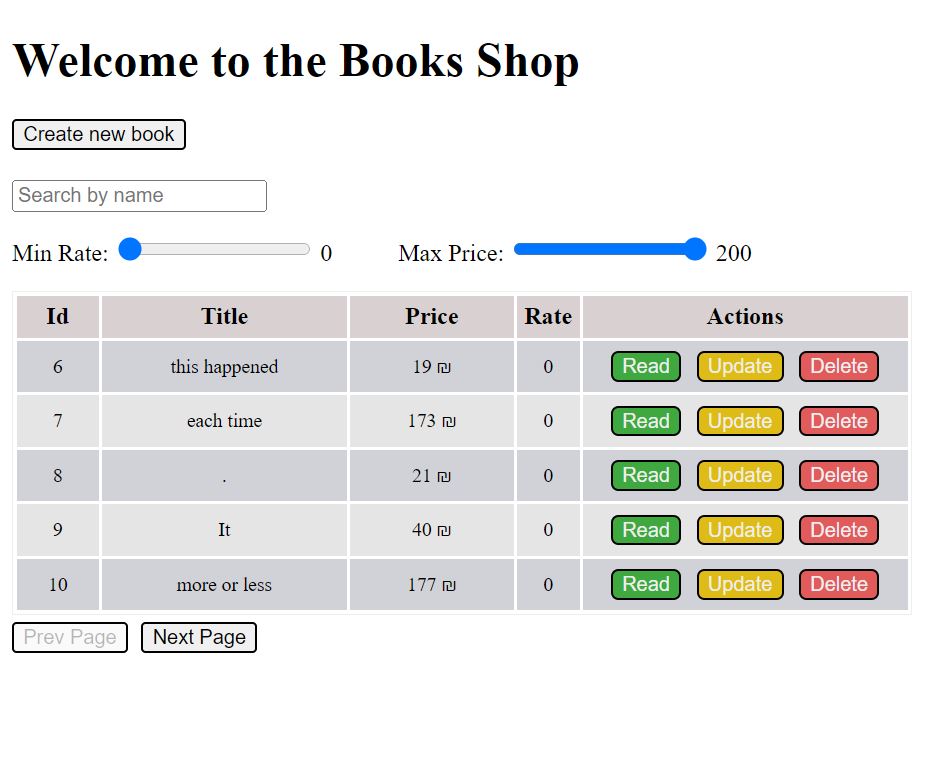 Welcome to the Books Shop
Create new book
Search by name
Min Rate: 0 Max Price: 200
Id Title Price Rate Actions
6 this happened 19 ₪ 0 Read Update Delete
7 each time 173 ₪ 0 Read Update Delete
8 . 21 ₪ 0 Read Update Delete
9 It 40 ₪ 0 Read Update Delete
10 more or less 177 ₪ 0 Read Update Delete
Prev Page Next Page